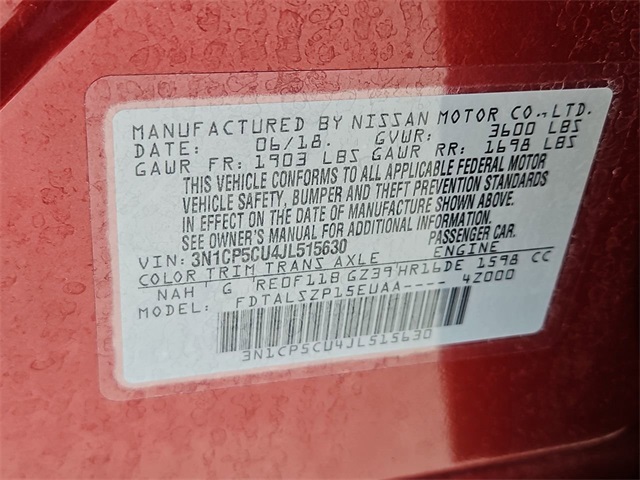 MANUFACTURED BY NISSAN MOTOR CO.,LTD.
DATE: 06/18. GVWR: 3600 LBS
GAWR FR: 1903 LBS GAWR RR: 1698 LBS
THIS VEHICLE CONFORMS TO ALL APPLICABLE FEDERAL MOTOR
VEHICLE SAFETY, BUMPER AND THEFT PREVENTION STANDARDS
IN EFFECT ON THE DATE OF MANUFACTURE SHOWN ABOVE.
SEE OWNER'S MANUAL FOR ADDITIONAL INFORMATION.
VIN: 3N1CP5CU4JL515630 PASSENGER CAR.
COLOR TRIM TRANS AXLE ENGINE
NAH G RE0F11B GZ39 HR16DE 1598 CC
MODEL: FDTALSZP15EUAA---- 4Z000
3N1CP5CU4JL515630